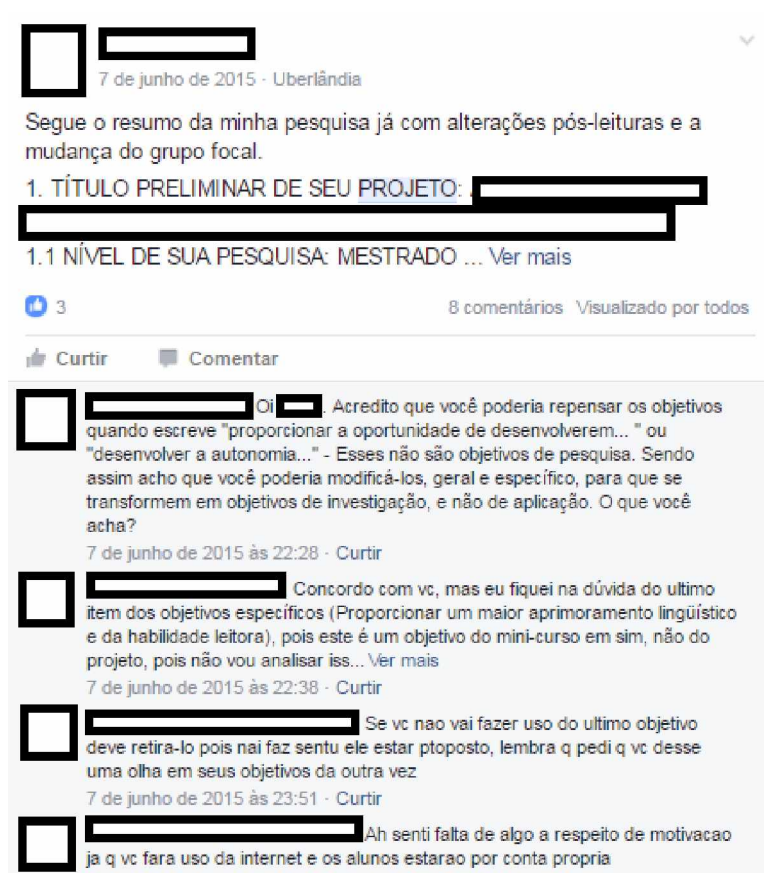 7 de junho de 2015 · Uberlândia
Segue o resumo da minha pesquisa já com alterações pós-leituras e a
mudança do grupo focal.
1. TÍTULO PRELIMINAR DE SEU PROJETO:
1.1 NÍVEL DE SUA PESQUISA: MESTRADO ... Ver mais
3
8 comentários Visualizado por todos
Curtir Comentar
Oi . Acredito que você poderia repensar os objetivos
quando escreve "proporcionar a oportunidade de desenvolverem... " ou
"desenvolver a autonomia..." - Esses não são objetivos de pesquisa. Sendo
assim acho que você poderia modificá-los, geral e específico, para que se
transformem em objetivos de investigação, e não de aplicação. O que você
acha?
7 de junho de 2015 às 22:28 · Curtir
Concordo com vc, mas eu fiquei na dúvida do ultimo
item dos objetivos específicos (Proporcionar um maior aprimoramento lingüístico
e da habilidade leitora), pois este é um objetivo do mini-curso em sim, não do
projeto, pois não vou analisar iss... Ver mais
7 de junho de 2015 às 22:38 · Curtir
Se vc nao vai fazer uso do ultimo objetivo
deve retira-lo pois nai faz sentu ele estar ptoposto, lembra q pedi q vc desse
uma olha em seus objetivos da outra vez
7 de junho de 2015 às 23:51 · Curtir
Ah senti falta de algo a respeito de motivacao
ja q vc fara uso da internet e os alunos estarao por conta propria